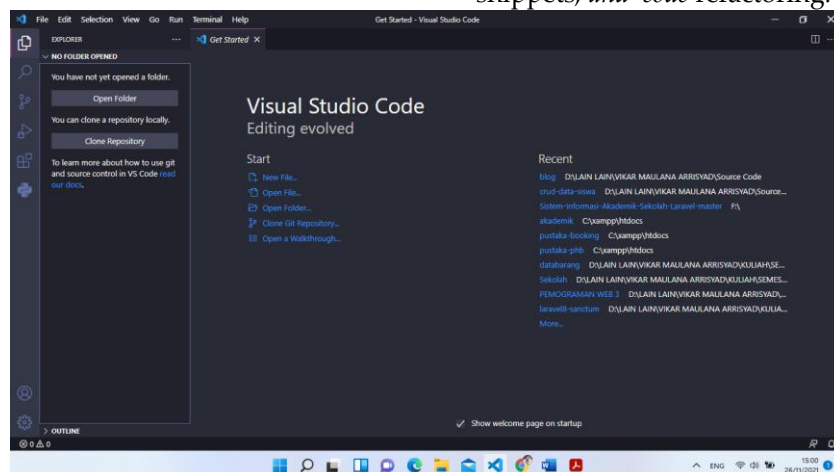 snippets, and code refactoring.
File Edit Selection View Go Run Terminal Help
Get Started - Visual Studio Code
EXPLORER
Get Started
NO FOLDER OPENED
You have not yet opened a folder.
Open Folder
You can clone a repository locally.
Clone Repository
To learn more about how to use git
and source control in VS Code read
our docs.
Visual Studio Code
Editing evolved
Start
New File...
Open File...
Open Folder...
Clone Git Repository...
Open a Walkthrough...
Recent
blog D:\LAIN LAIN\VIKAR MAULANA ARRISYAD\Source Code
crud-data-siswa D:\LAIN LAIN\VIKAR MAULANA ARRISYAD\Source...
Sistem-Informasi-Akademik-Sekolah-Laravel-master F:\
akademik C:\xampp\htdocs
pustaka-booking C:\xampp\htdocs
pustaka-phb C:\xampp\htdocs
databarang D:\LAIN LAIN\VIKAR MAULANA ARRISYAD\KULIAH\SE...
Sekolah D:\LAIN LAIN\VIKAR MAULANA ARRISYAD\KULIAH\SEMES...
PEMOGRAMAN WEB 3 D:\LAIN LAIN\VIKAR MAULANA ARRISYAD\...
laravel8-sanctum D:\LAIN LAIN\VIKAR MAULANA ARRISYAD\KULIA...
More...
Show welcome page on startup
OUTLINE
0 0
ENG
15:00
26/11/2021